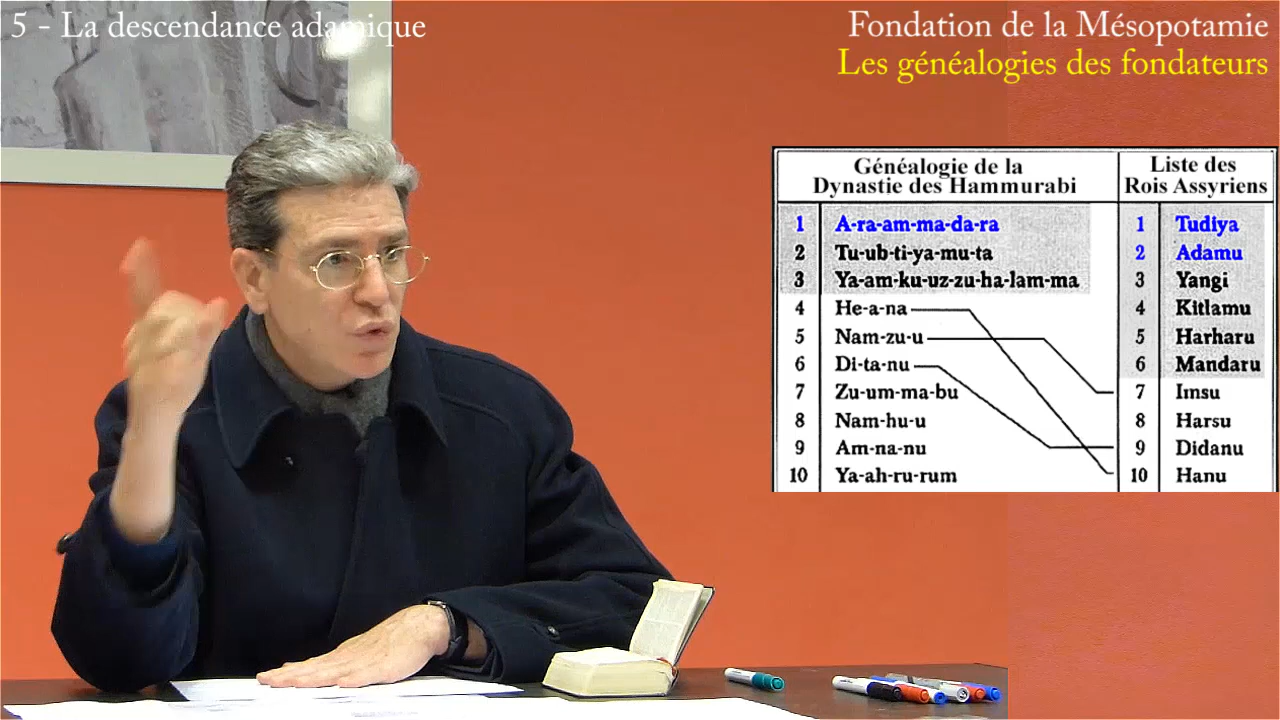 5 - La descendance adamique
Fondation de la Mésopotamie
Les généalogies des fondateurs
Généalogie de la
Dynastie des Hammurabi
Liste des
Rois Assyriens
1 A-ra-am-ma-da-ra 1 Tudiya
2 Tu-ub-ti-ya-mu-ta 2 Adamu
3 Ya-am-ku-uz-zu-ha-lam-ma 3 Yangi
4 He-a-na 4 Kitlamu
5 Nam-zu-u 5 Harharu
6 Di-ta-nu 6 Mandaru
7 Zu-um-ma-bu 7 Imsu
8 Nam-hu-u 8 Harsu
9 Am-na-nu 9 Didanu
10 Ya-ah-ru-rum 10 Hanu